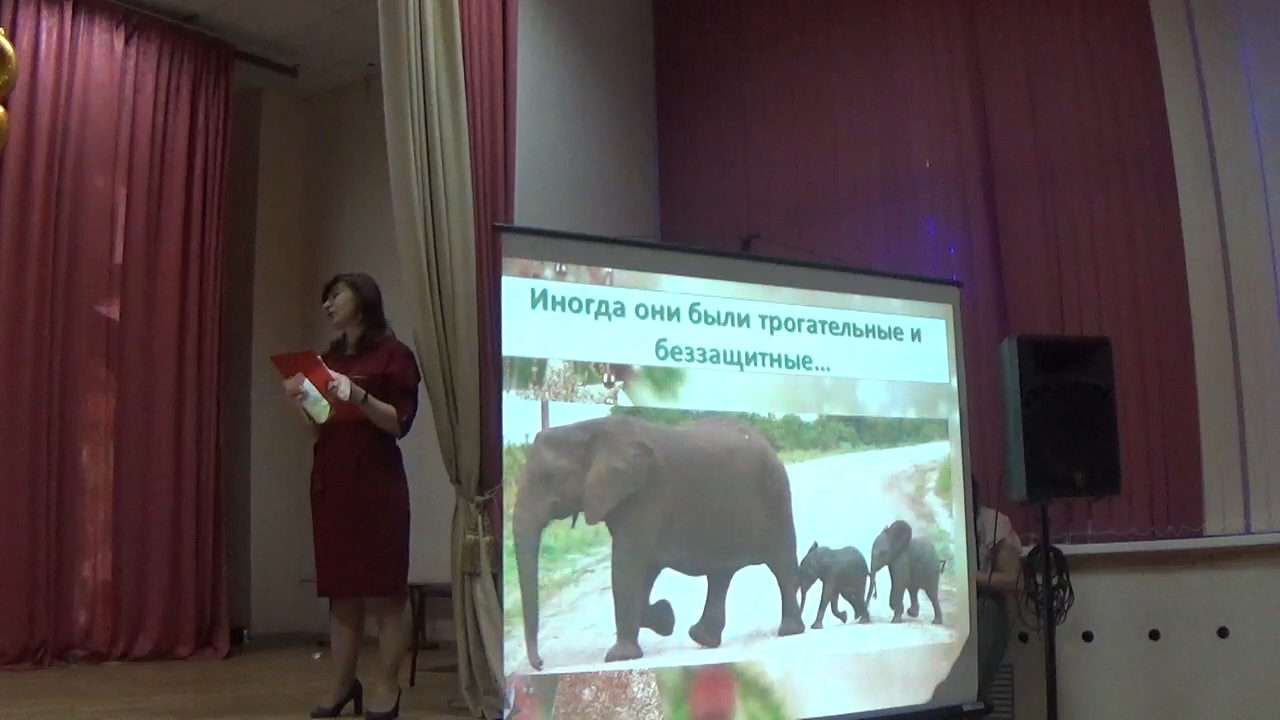 Иногда они были трогательные и
беззащитные...